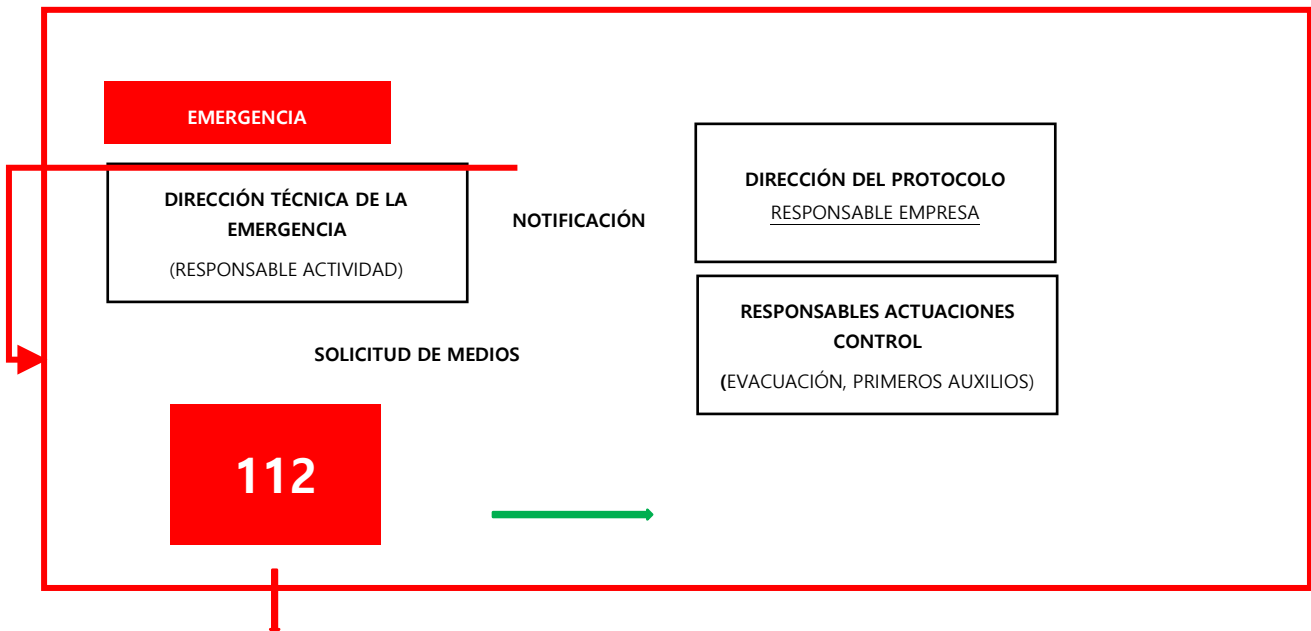 EMERGENCIA
DIRECCIÓN TÉCNICA DE LA
EMERGENCIA
(RESPONSABLE ACTIVIDAD)
NOTIFICACIÓN
DIRECCIÓN DEL PROTOCOLO
RESPONSABLE EMPRESA
RESPONSABLES ACTUACIONES
CONTROL
(EVACUACIÓN, PRIMEROS AUXILIOS)
SOLICITUD DE MEDIOS
112